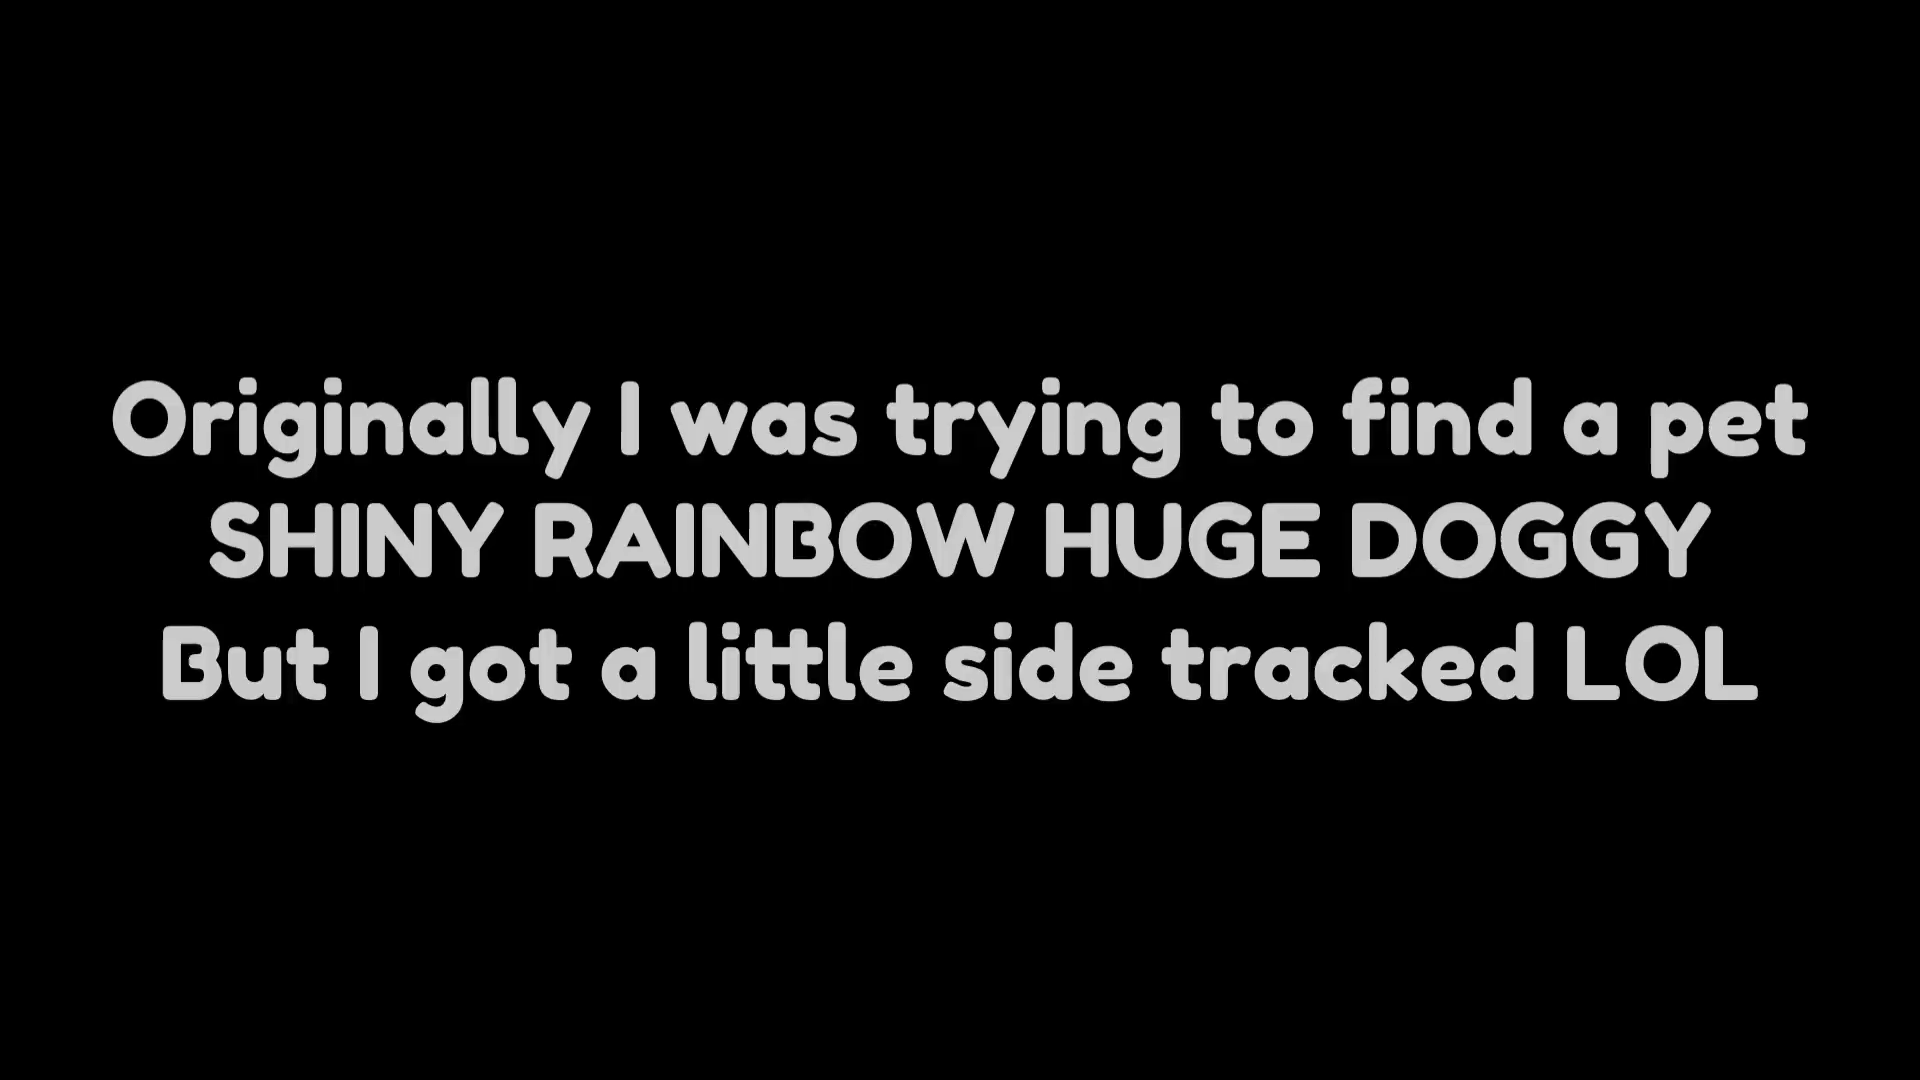 Originally I was trying to find a pet
SHINY RAINBOW HUGE DOGGY
But I got a little side tracked LOL